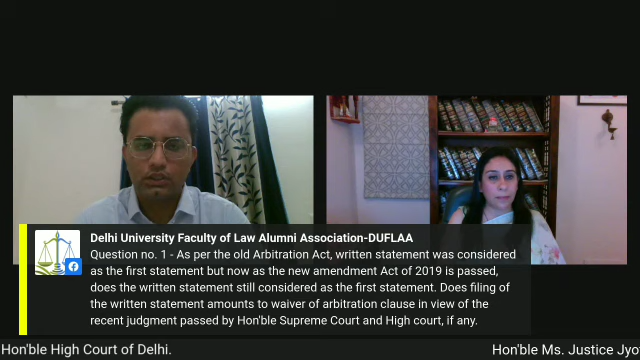 Delhi University Faculty of Law Alumni Association-DUFLAA
Question no. 1 - As per the old Arbitration Act, written statement was considered
as the first statement but now as the new amendment Act of 2019 is passed,
does the written statement still considered as the first statement. Does filing of
the written statement amounts to waiver of arbitration clause in view of the
recent judgment passed by Hon'ble Supreme Court and High court, if any.
Hon'ble High Court of Delhi. Hon'ble Ms. Justice Jyo